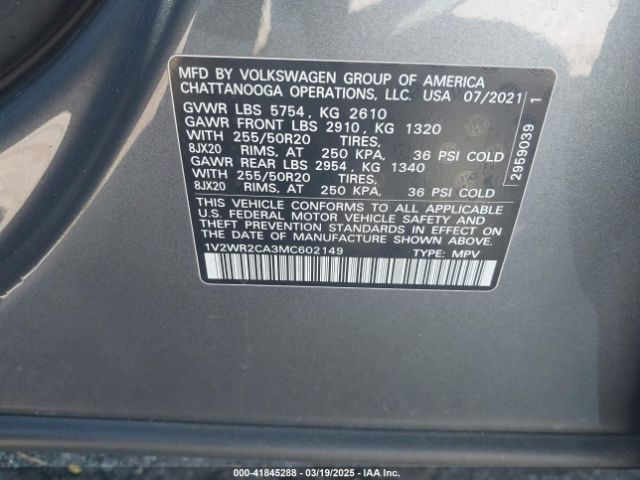 MFD BY VOLKSWAGEN GROUP OF AMERICA
CHATTANOOGA OPERATIONS, LLC. USA 07/2021
GVWR LBS 5754, KG 2610
GAWR FRONT LBS 2910, KG 1320
WITH 255/50R20 TIRES,
8JX20 RIMS, AT 250 KPA, 36 PSI COLD
GAWR REAR LBS 2954, KG 1340
WITH 255/50R20 TIRES,
8JX20 RIMS, AT 250 KPA, 36 PSI COLD
THIS VEHICLE CONFORMS TO ALL APPLICABLE
U.S. FEDERAL MOTOR VEHICLE SAFETY AND
THEFT PREVENTION STANDARDS IN EFFECT ON
THE DATE OF MANUFACTURE SHOWN ABOVE.
1V2WR2CA3MC602149 TYPE: MPV
2959039 1
000-41845288 - 03/19/2025 - IAAI.COM